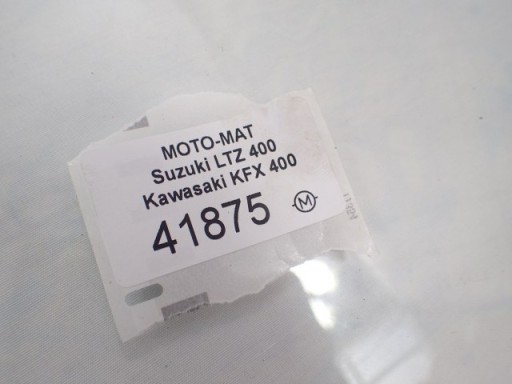 MOTO-MAT
Suzuki LTZ 400
Kawasaki KFX 400
41875 M